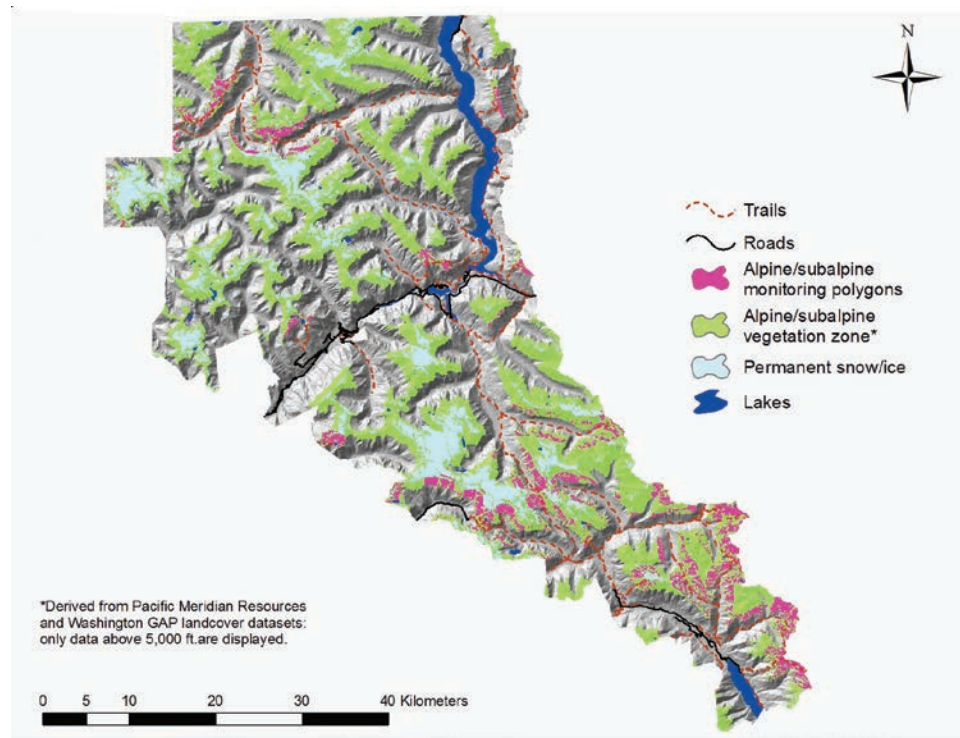 N
Trails
Roads
Alpine/subalpine
monitoring polygons
Alpine/subalpine
vegetation zone*
Permanent snow/ice
Lakes
*Derived from Pacific Meridian Resources
and Washington GAP landcover datasets:
only data above 5,000 ft.are displayed.
0 5 10 20 30 40 Kilometers